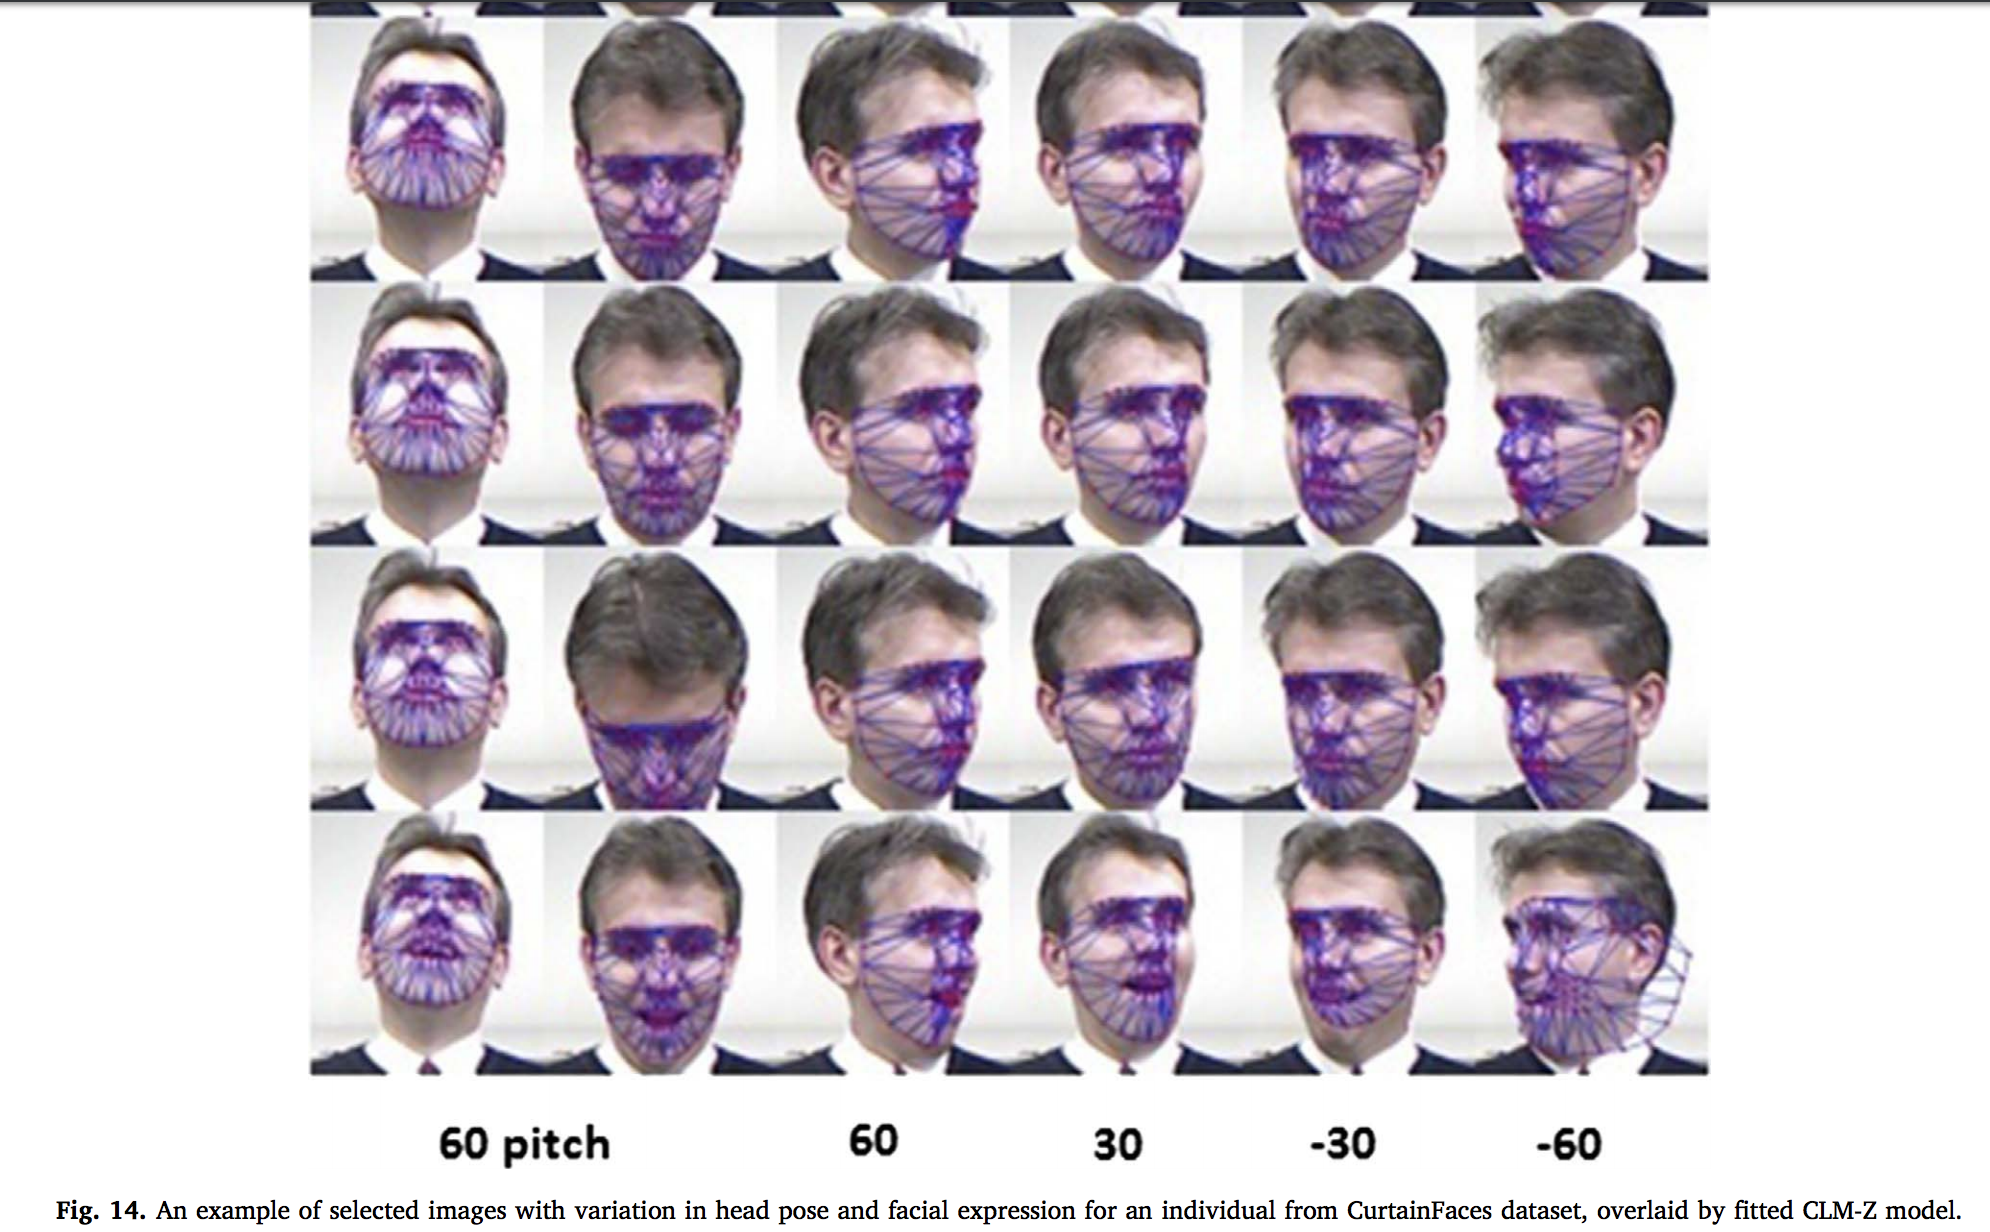 60 pitch 60 30 -30 -60
Fig. 14. An example of selected images with variation in head pose and facial expression for an individual from CurtainFaces dataset, overlaid by fitted CLM-Z model.